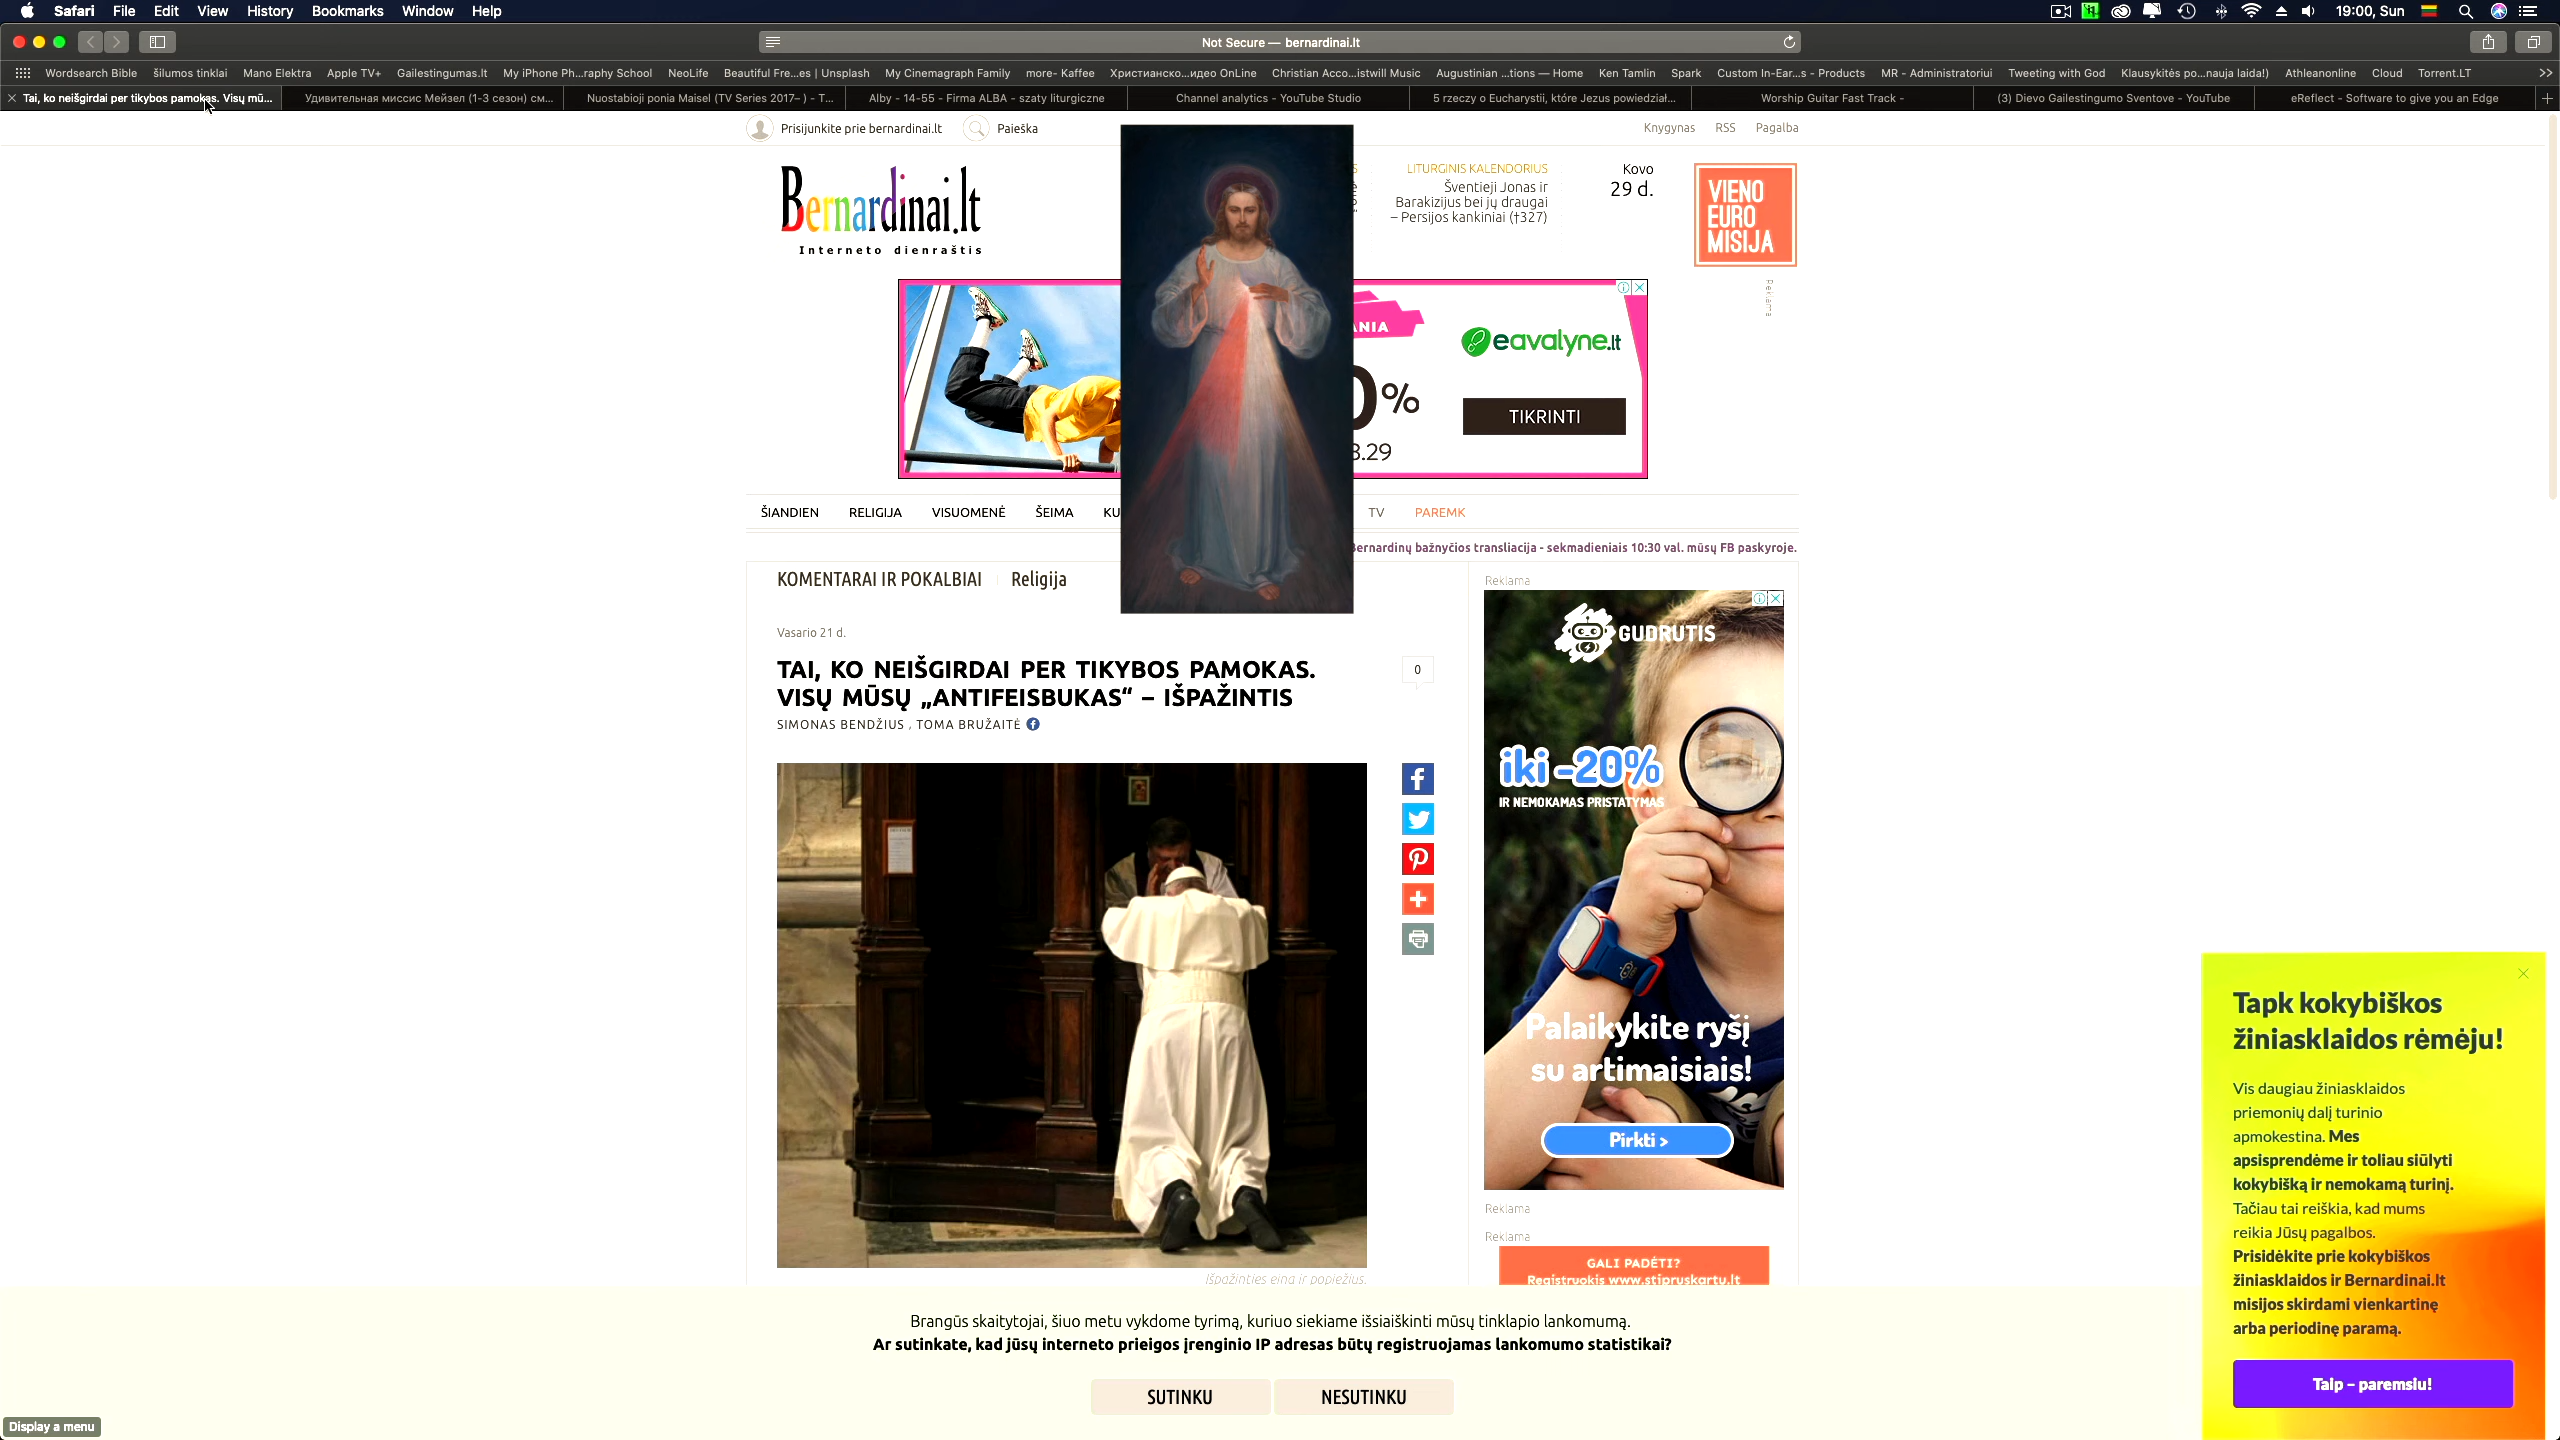 Safari File Edit View History Bookmarks Window Help 19:00, Sun
Not Secure — bernardinai.lt
Wordsearch Bible šilumos tinklai Mano Elektra Apple TV+ Gailestingumas.lt My iPhone Ph...raphy School NeoLife Beautiful Fre...es | Unsplash My Cinemagraph Family more- Kaffee Христианско...идео OnLine Christian Acco...istwill Music Augustinian ...tions — Home Ken Tamlin Spark Custom In-Ear...s - Products MR - Administratoriui Tweeting with God Klausykitės po...nauja laida!) Athleanonline Cloud Torrent.LT >>
Tai, ko neišgirdai per tikybos pamokas. Visų mū... Удивительная миссис Мейзел (1-3 сезон) см... Nuostabioji ponia Maisel (TV Series 2017– ) - T... Alby - 14-55 - Firma ALBA - szaty liturgiczne Channel analytics - YouTube Studio 5 rzeczy o Eucharystii, które Jezus powiedział... Worship Guitar Fast Track - (3) Dievo Gailestingumo Sventove - YouTube eReflect - Software to give you an Edge
Prisijunkite prie bernardinai.lt Paieška Knygynas RSS Pagalba
Bernardinai.lt
Interneto dienraštis
LITURGINIS KALENDORIUS
Šventieji Jonas ir
Barakizijus bei jų draugai
– Persijos kankiniai (†327)
Kovo
29 d.
VIENO
EURO
MISIJA
Reklama
ANIA
eavalyne.lt
0%
TIKRINTI
3.29
ŠIANDIEN RELIGIJA VISUOMENĖ ŠEIMA KU TV PAREMK
Bernardinų bažnyčios transliacija - sekmadieniais 10:30 val. mūsų FB paskyroje.
KOMENTARAI IR POKALBIAI Religija
Vasario 21 d.
TAI, KO NEIŠGIRDAI PER TIKYBOS PAMOKAS.
VISŲ MŪSŲ „ANTIFEISBUKAS“ – IŠPAŽINTIS
0
SIMONAS BENDŽIUS , TOMA BRUŽAITĖ
Išpažinties eina ir popiežius.
Reklama
GUDRUTIS
iki -20%
IR NEMOKAMAS PRISTATYMAS
Palaikykite ryšį
su artimaisiais!
Pirkti >
Reklama
Reklama
GALI PADĖTI?
Registruokis www.stipruskartu.lt
Tapk kokybiškos
žiniasklaidos rėmėju!
Vis daugiau žiniasklaidos
priemonių dalį turinio
apmokestina. Mes
apsisprendėme ir toliau siūlyti
kokybišką ir nemokamą turinį.
Tačiau tai reiškia, kad mums
reikia Jūsų pagalbos.
Prisidėkite prie kokybiškos
žiniasklaidos ir Bernardinai.lt
misijos skirdami vienkartinę
arba periodinę paramą.
Taip – paremsiu!
Brangūs skaitytojai, šiuo metu vykdome tyrimą, kuriuo siekiame išsiaiškinti mūsų tinklapio lankomumą.
Ar sutinkate, kad jūsų interneto prieigos įrenginio IP adresas būtų registruojamas lankomumo statistikai?
SUTINKU NESUTINKU
Display a menu